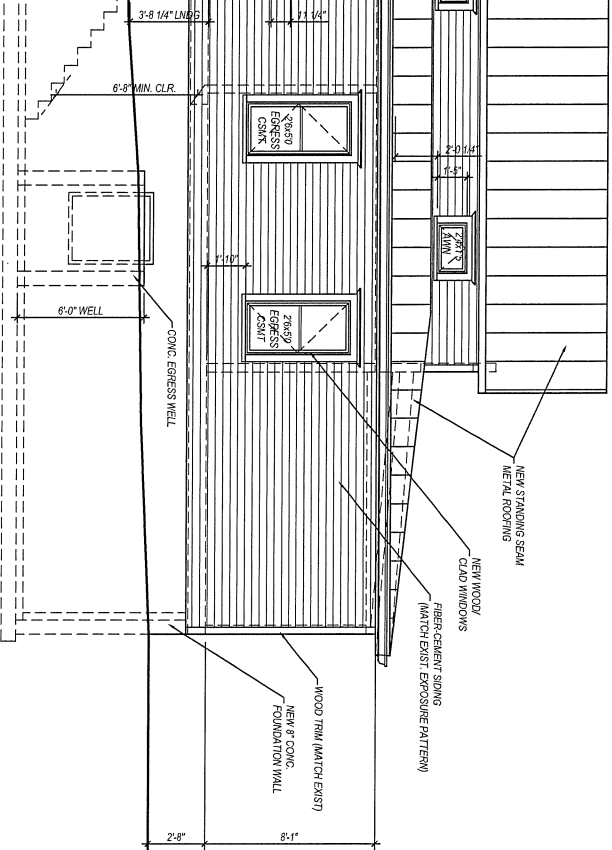 3'-8 1/4" LNDG
11 1/4"
6'-8" MIN. CLR.
2'6x5'0
EGRESS
CSMT
2'-0 1/4"
1'-5"
AWN
1'-10"
2'6x5'0
EGRESS
CSMT
6'-0" WELL
CONC. EGRESS WELL
NEW STANDING SEAM
METAL ROOFING
NEW WOOD/
CLAD WINDOWS
FIBER-CEMENT SIDING
(MATCH EXIST. EXPOSURE PATTERN)
WOOD TRIM (MATCH EXIST)
NEW 8" CONC.
FOUNDATION WALL
2'-8"
8'-1"